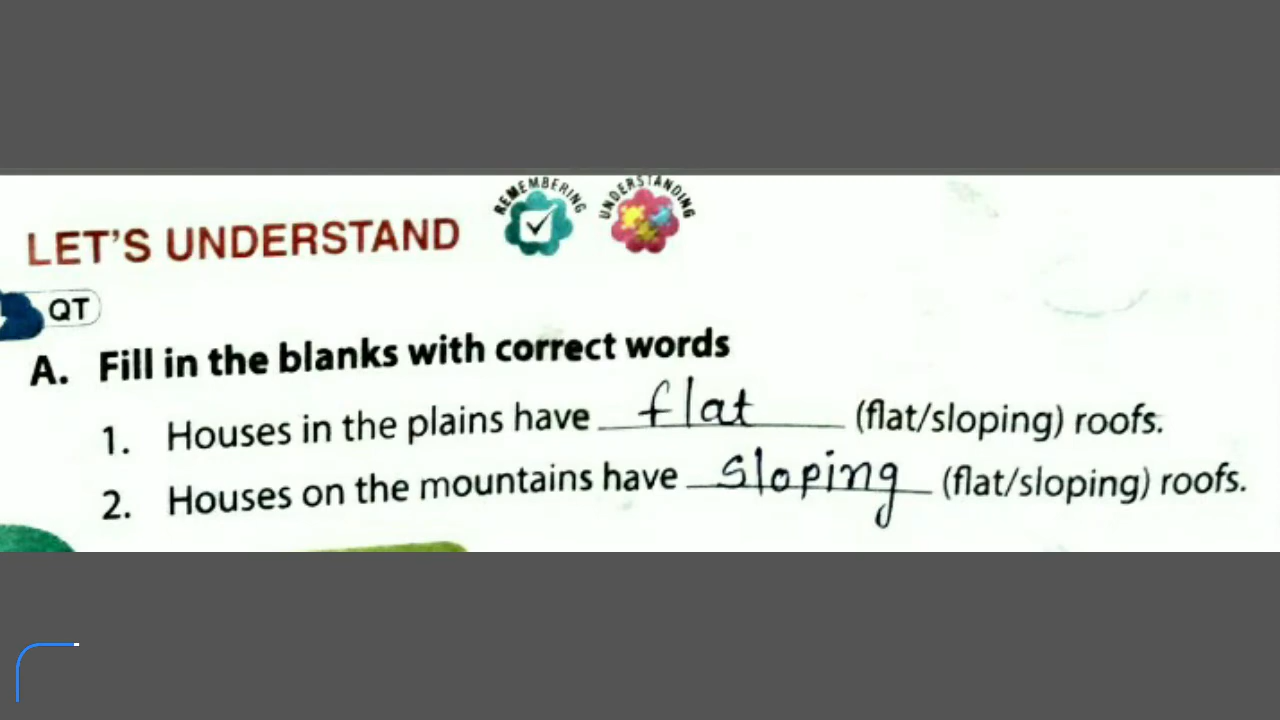 REMEMBERING
UNDERSTANDING
LET'S UNDERSTAND
QT
A. Fill in the blanks with correct words
1. Houses in the plains have flat (flat/sloping) roofs.
2. Houses on the mountains have sloping (flat/sloping) roofs.